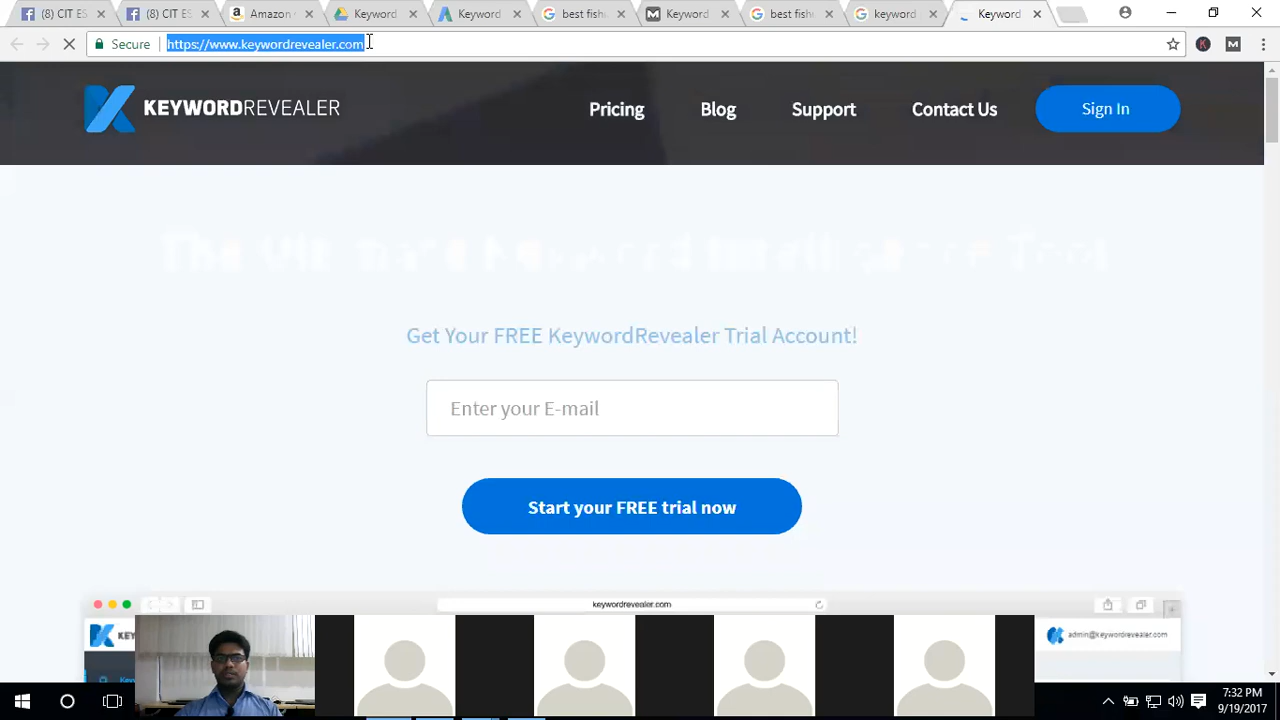 CIT ES
CIT ES
Amazon
Keyword
Keyword
best fish
Keyword
best fish
keyword
Keyword
Secure
https://www.keywordrevealer.com
K
M
KEYWORDREVEALER
Pricing
Blog
Support
Contact Us
Sign In
Get Your FREE KeywordRevealer Trial Account!
Enter your E-mail
Start your FREE trial now
keywordrevealer.com
admin@keywordrevealer.com
7:32 PM
9/19/2017